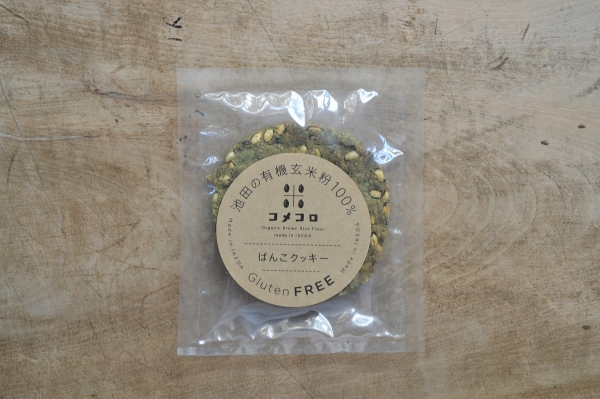 池田の有機玄米粉100%
コメコロ
Organic Brown Rice Flour
made in IKEDA
ばんこクッキー
Made in IKEDA
Made in IKEDA
Gluten FREE